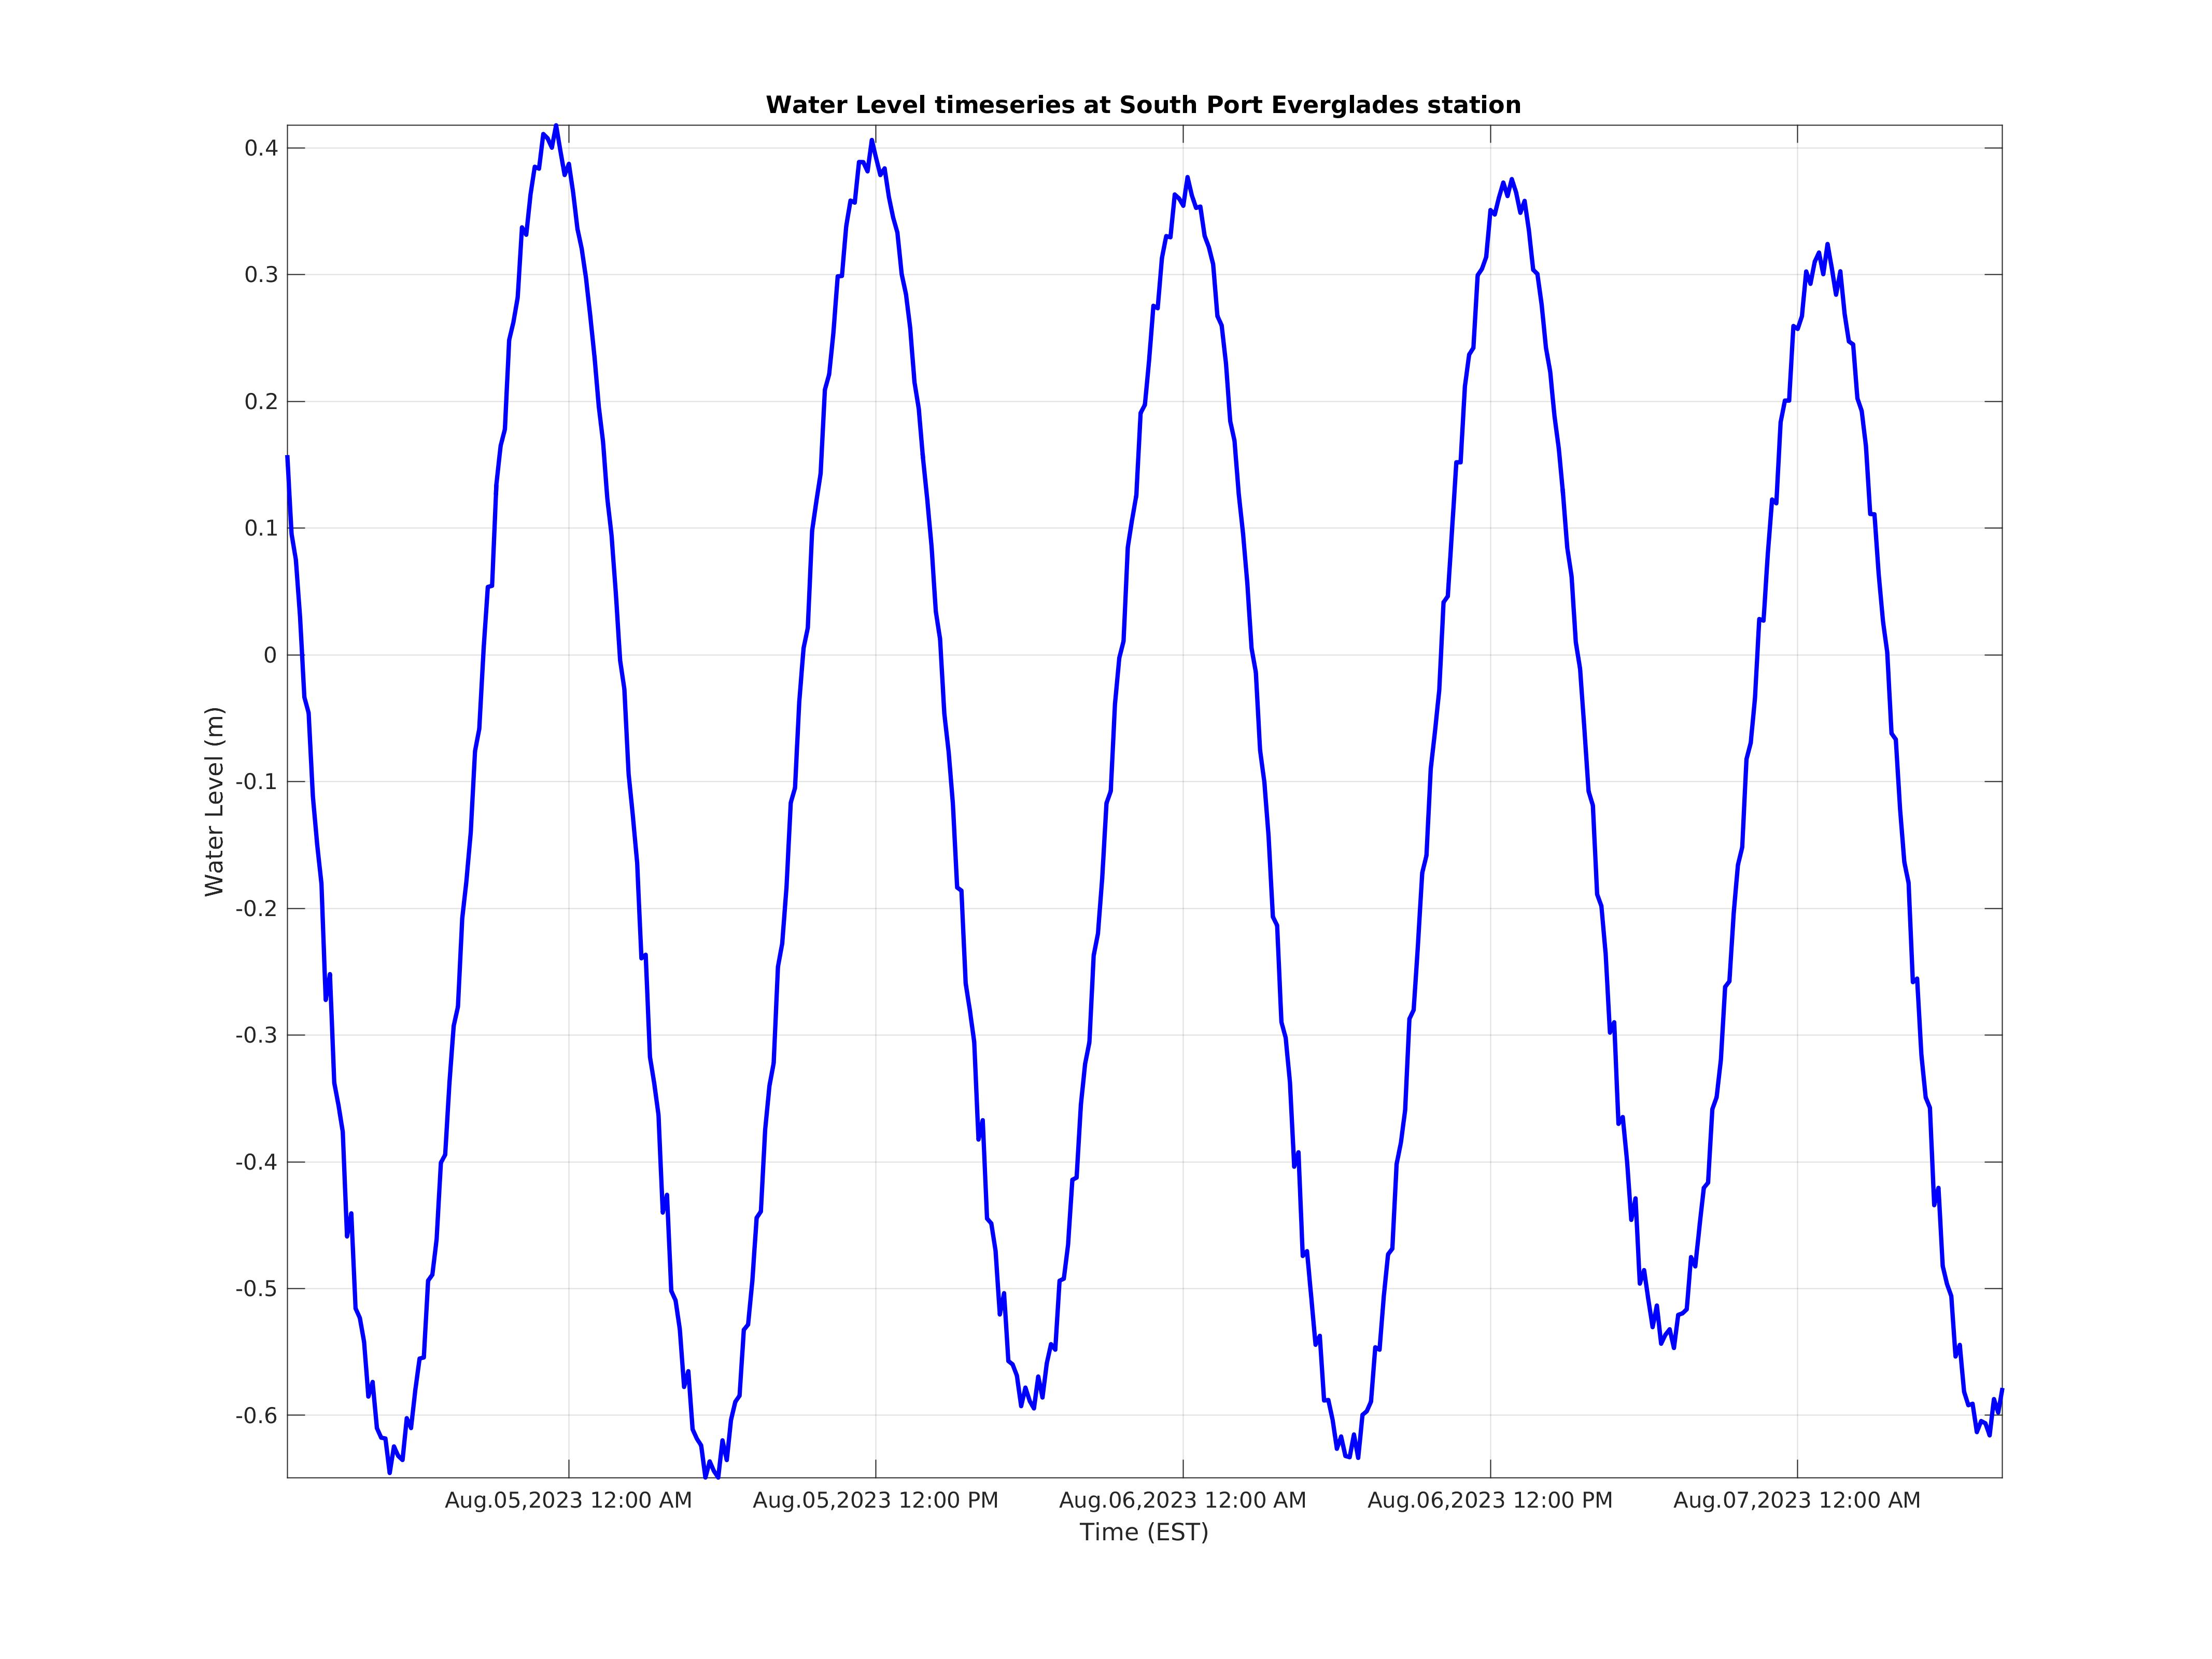 Water Level timeseries at South Port Everglades station
0.4
0.3
0.2
0.1
0
-0.1
-0.2
-0.3
-0.4
-0.5
-0.6
Water Level (m)
Aug.05,2023 12:00 AM
Aug.05,2023 12:00 PM
Aug.06,2023 12:00 AM
Aug.06,2023 12:00 PM
Aug.07,2023 12:00 AM
Time (EST)